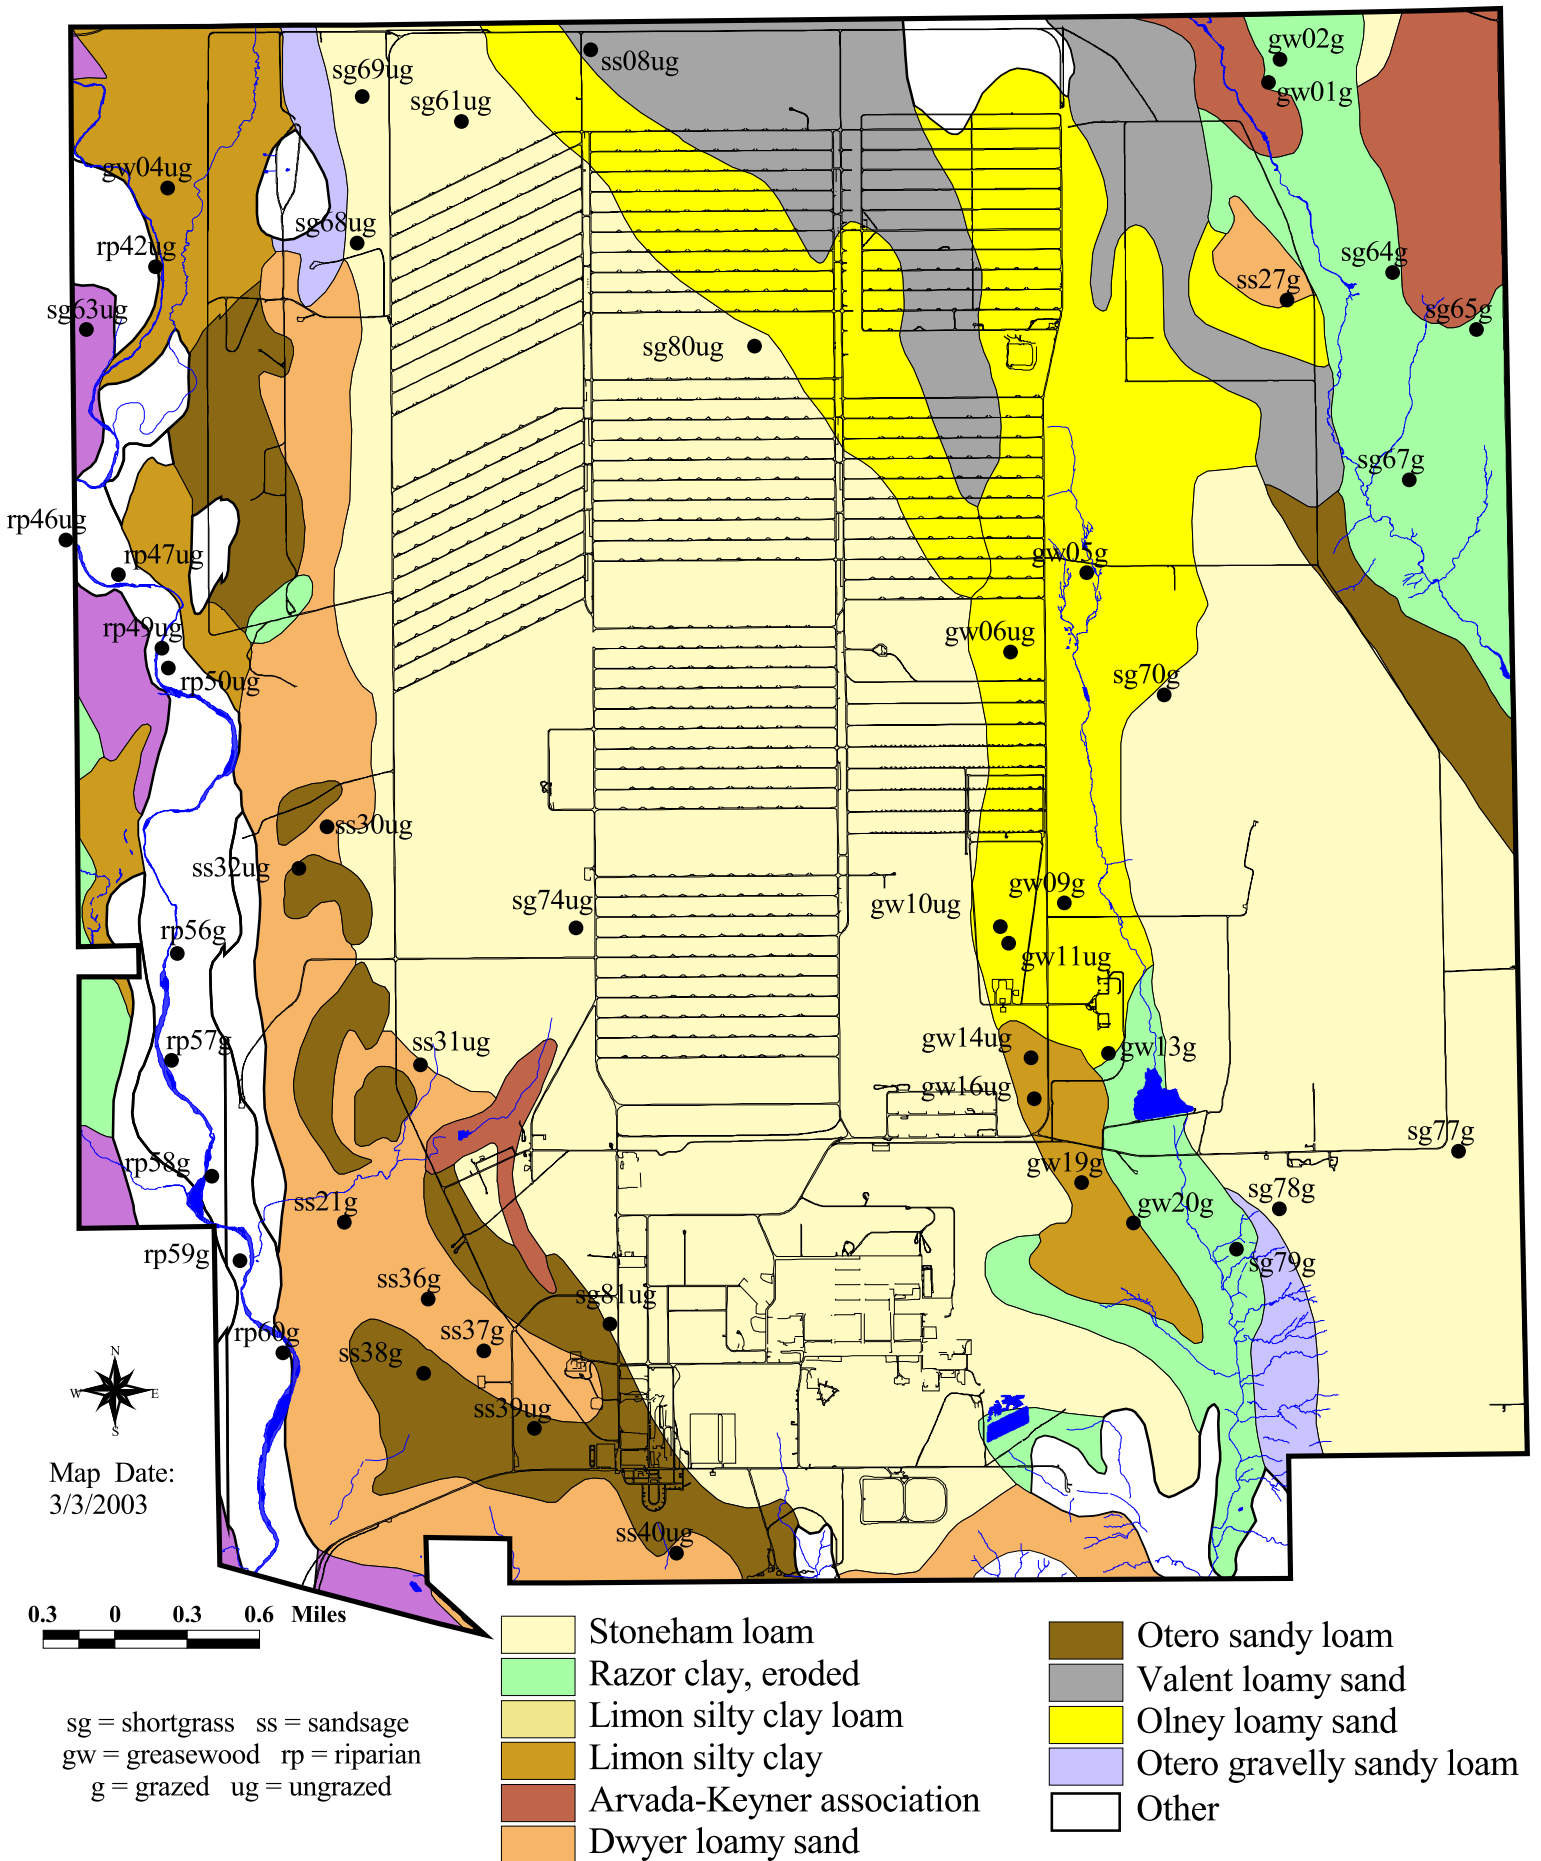 gw02g
ss08ug
sg69ug
gw01g
sg61ug
gw04ug
sg68ug
rp42ug
sg64g
ss27g
sg63ug
sg65g
sg80ug
sg67g
rp46ug
rp47ug
gw05g
rp49ug
gw06ug
rp50ug
sg70g
ss30ug
ss32ug
gw09g
sg74ug
gw10ug
rp56g
gw11ug
rp57g
ss31ug
gw14ug
gw13g
gw16ug
sg77g
rp58g
gw19g
sg78g
ss21g
gw20g
rp59g
sg79g
ss36g
sg81ug
rp60g
ss37g
ss38g
ss39ug
ss40ug
N
W E
S
Map Date:
3/3/2003
0.3 0 0.3 0.6 Miles
sg = shortgrass ss = sandsage
gw = greasewood rp = riparian
g = grazed ug = ungrazed
Stoneham loam
Razor clay, eroded
Limon silty clay loam
Limon silty clay
Arvada-Keyner association
Dwyer loamy sand
Otero sandy loam
Valent loamy sand
Olney loamy sand
Otero gravelly sandy loam
Other